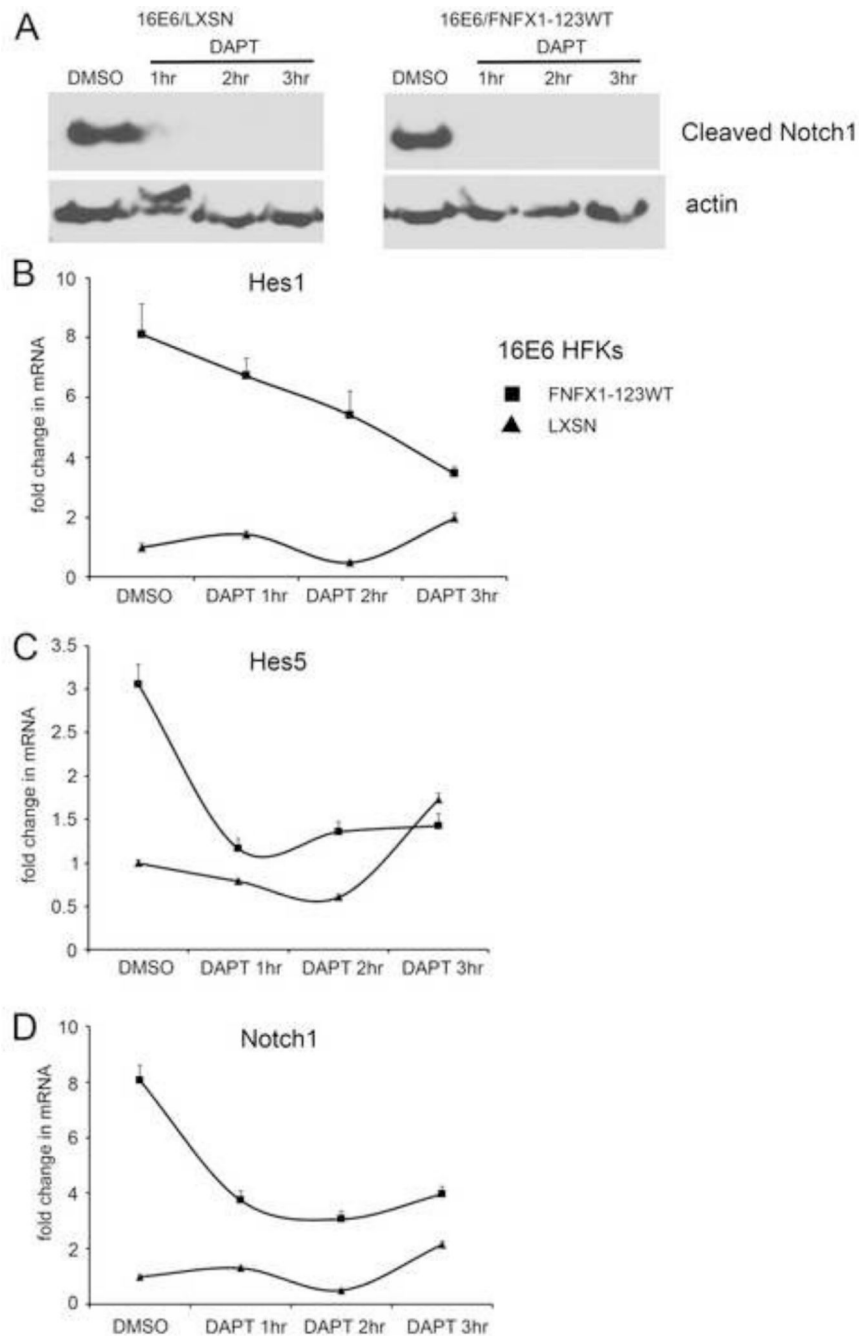 A
16E6/LXSN 16E6/FNFX1-123WT
DAPT DAPT
DMSO 1hr 2hr 3hr DMSO 1hr 2hr 3hr
Cleaved Notch1
actin
B
Hes1
fold change in mRNA
10
8
6
4
2
0
DMSO DAPT 1hr DAPT 2hr DAPT 3hr
16E6 HFKs
FNFX1-123WT
LXSN
C
Hes5
fold change in mRNA
3.5
3
2.5
2
1.5
1
0.5
0
DMSO DAPT 1hr DAPT 2hr DAPT 3hr
D
Notch1
fold change in mRNA
10
8
6
4
2
0
DMSO DAPT 1hr DAPT 2hr DAPT 3hr